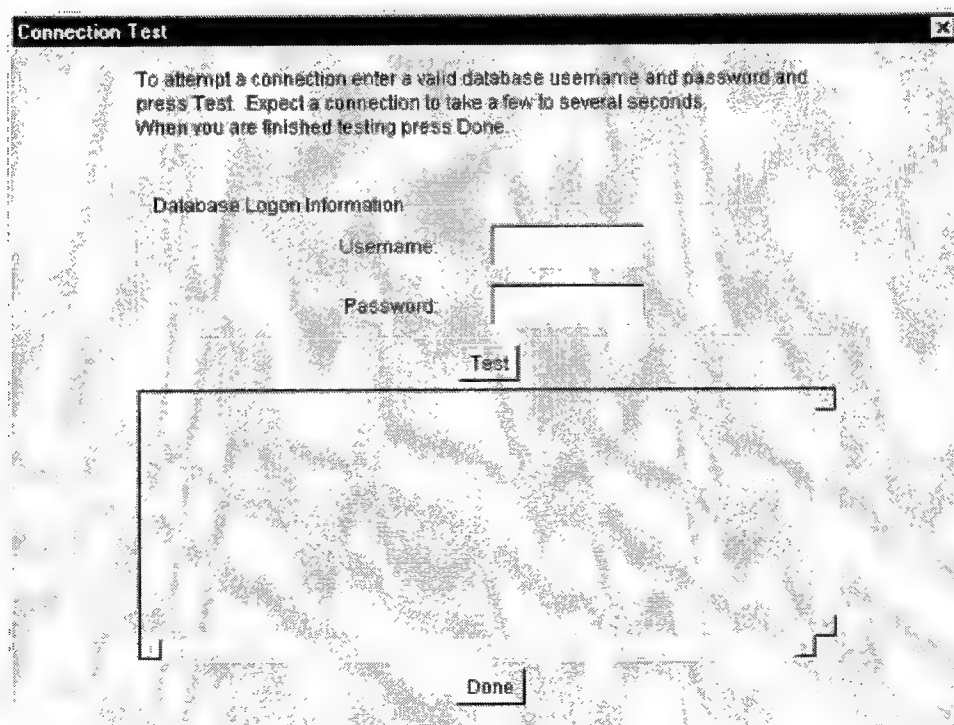 Connection Test
To attempt a connection enter a valid database username and password and
press Test. Expect a connection to take a few to several seconds.
When you are finished testing press Done.
Database Logon Information
Username:
Password:
Test
Done